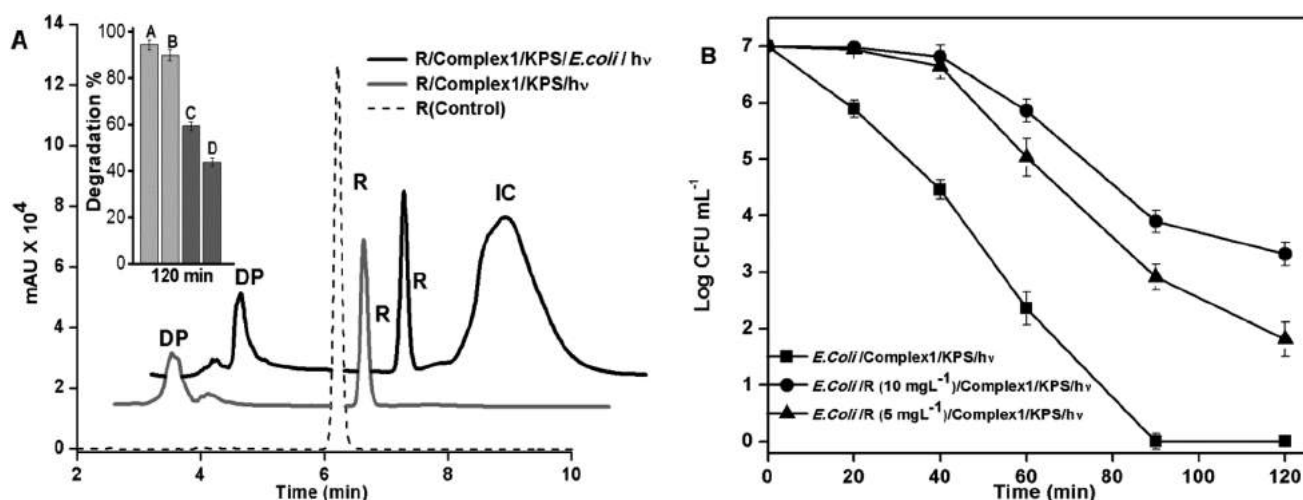 A
14
12
10
8
6
4
2
0
mAU X 10⁴
2
4
6
8
10
Time (min)
R/Complex1/KPS/E.coli/hν
R/Complex1/KPS/hν
R(Control)
100
80
60
40
20
0
Degradation %
A
B
C
D
120 min
DP
DP
R
R
R
IC
B
7
6
5
4
3
2
1
0
Log CFU mL⁻¹
0
20
40
60
80
100
120
Time (min)
E.Coli/Complex1/KPS/hν
E.Coli/R (10 mgL⁻¹)/Complex1/KPS/hν
E.Coli/R (5 mgL⁻¹)/Complex1/KPS/hν